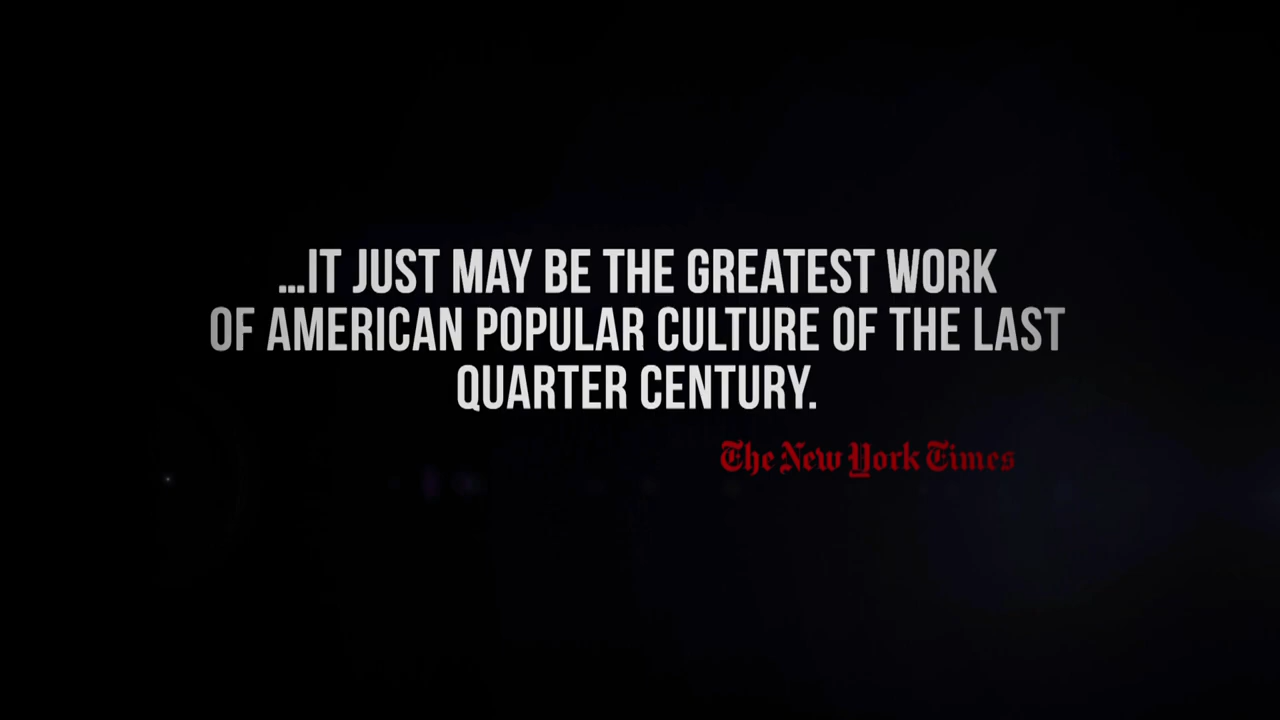 ...IT JUST MAY BE THE GREATEST WORK
OF AMERICAN POPULAR CULTURE OF THE LAST
QUARTER CENTURY.
The New York Times